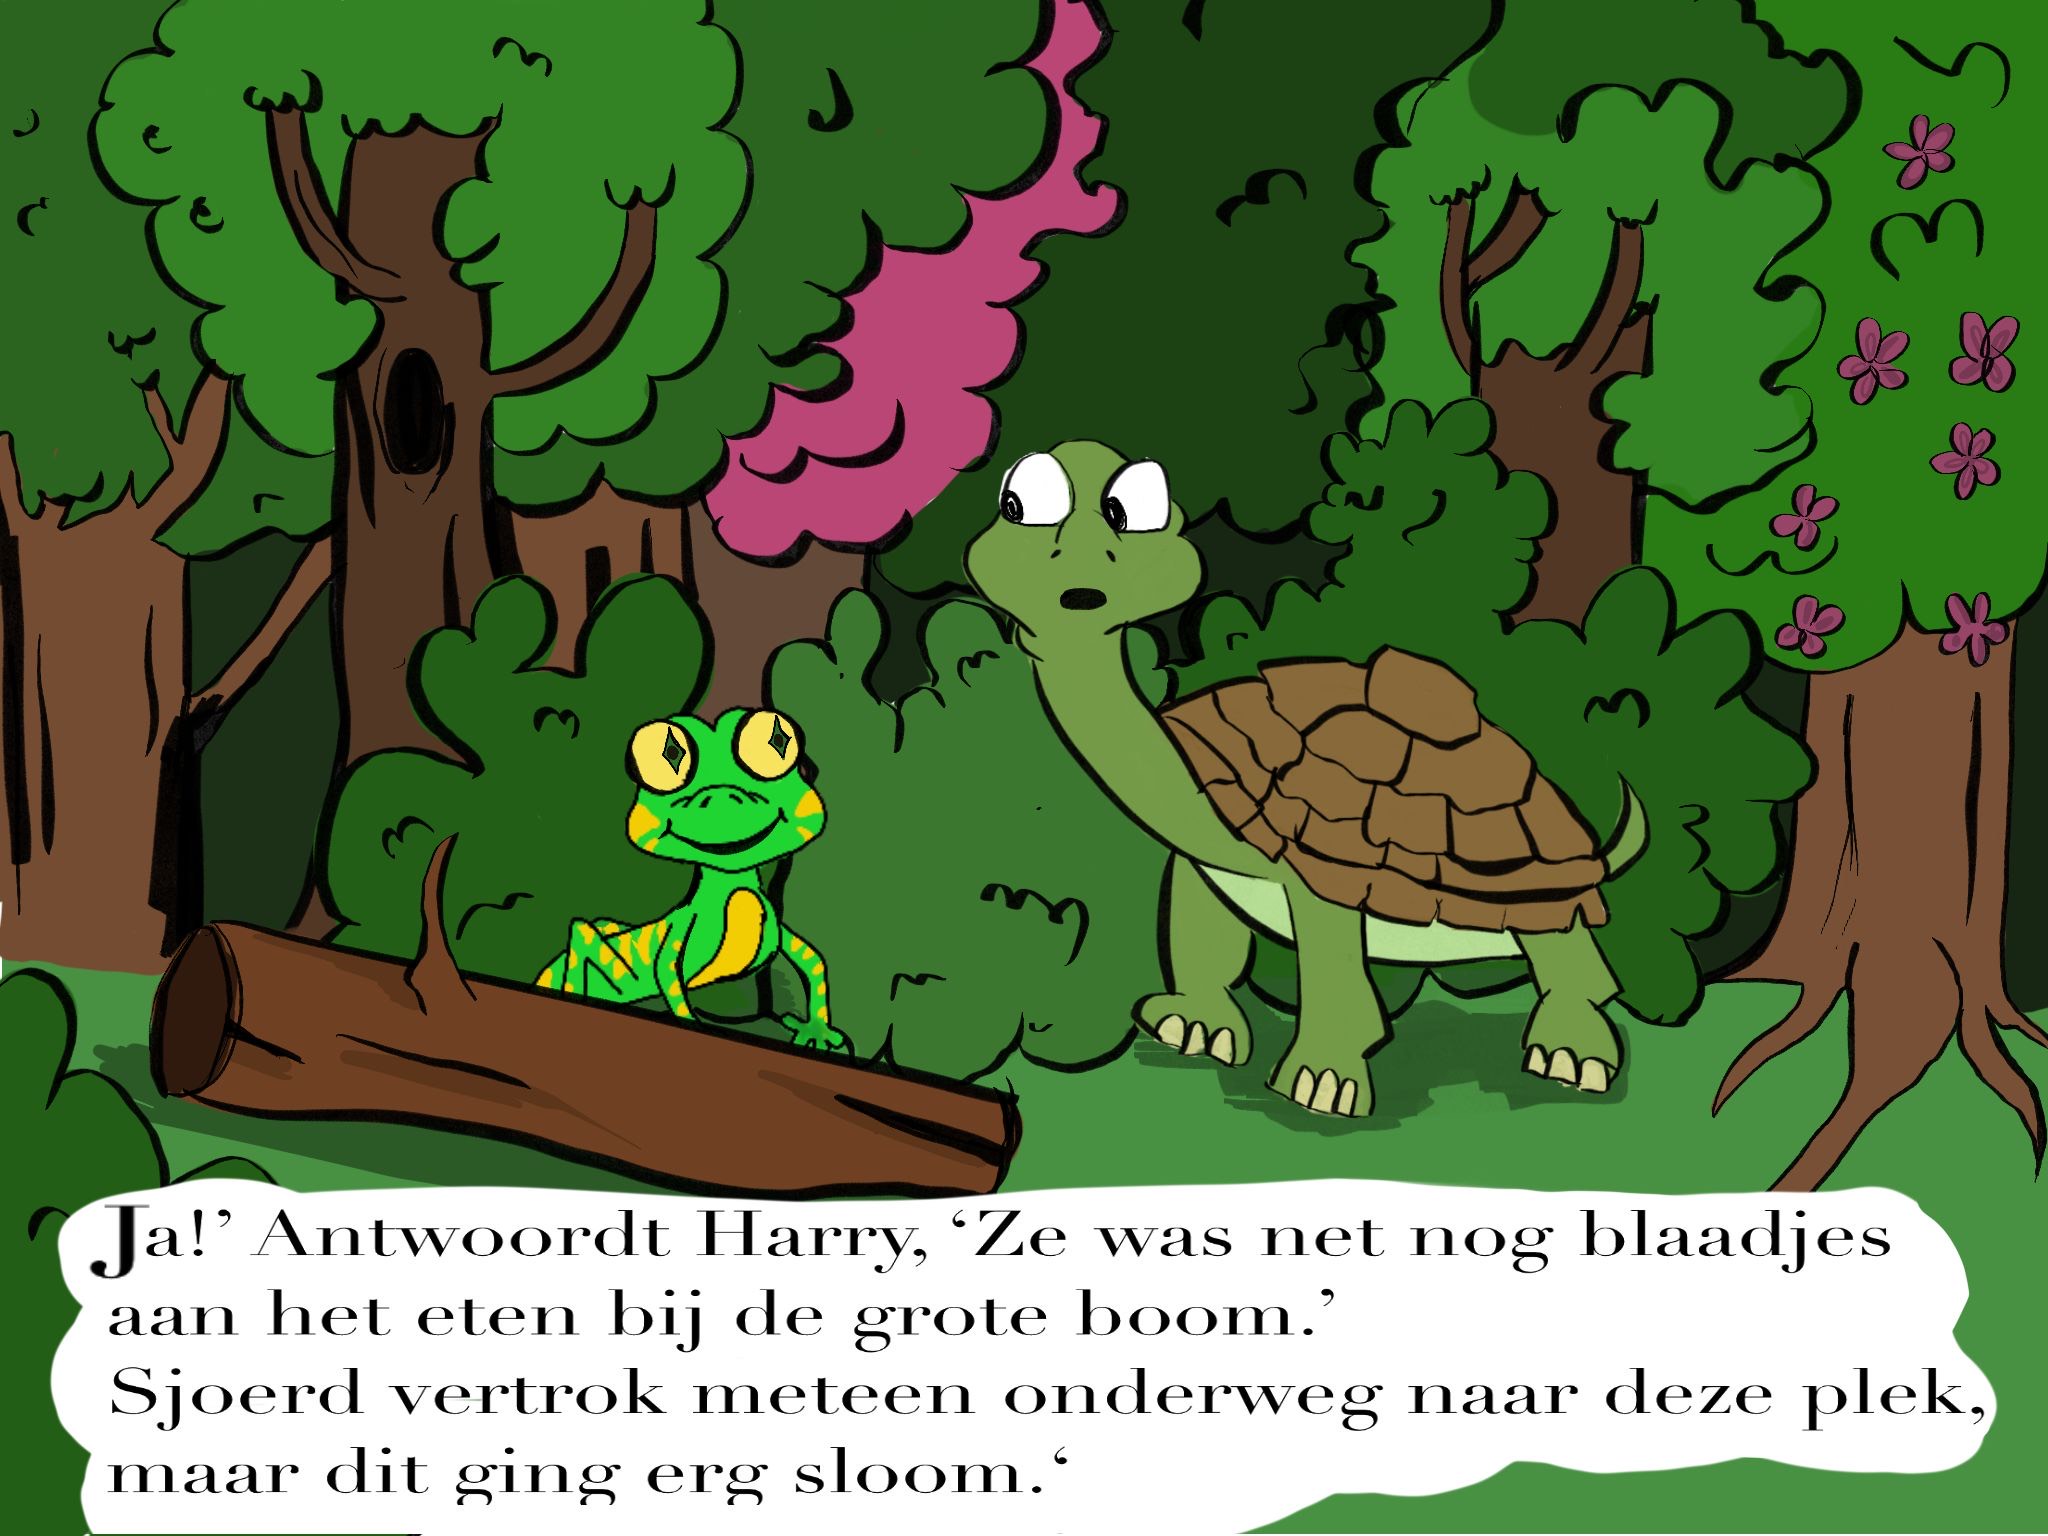 Ja!’ Antwoordt Harry, ‘Ze was net nog blaadjes
aan het eten bij de grote boom.’
Sjoerd vertrok meteen onderweg naar deze plek,
maar dit ging erg sloom.‘